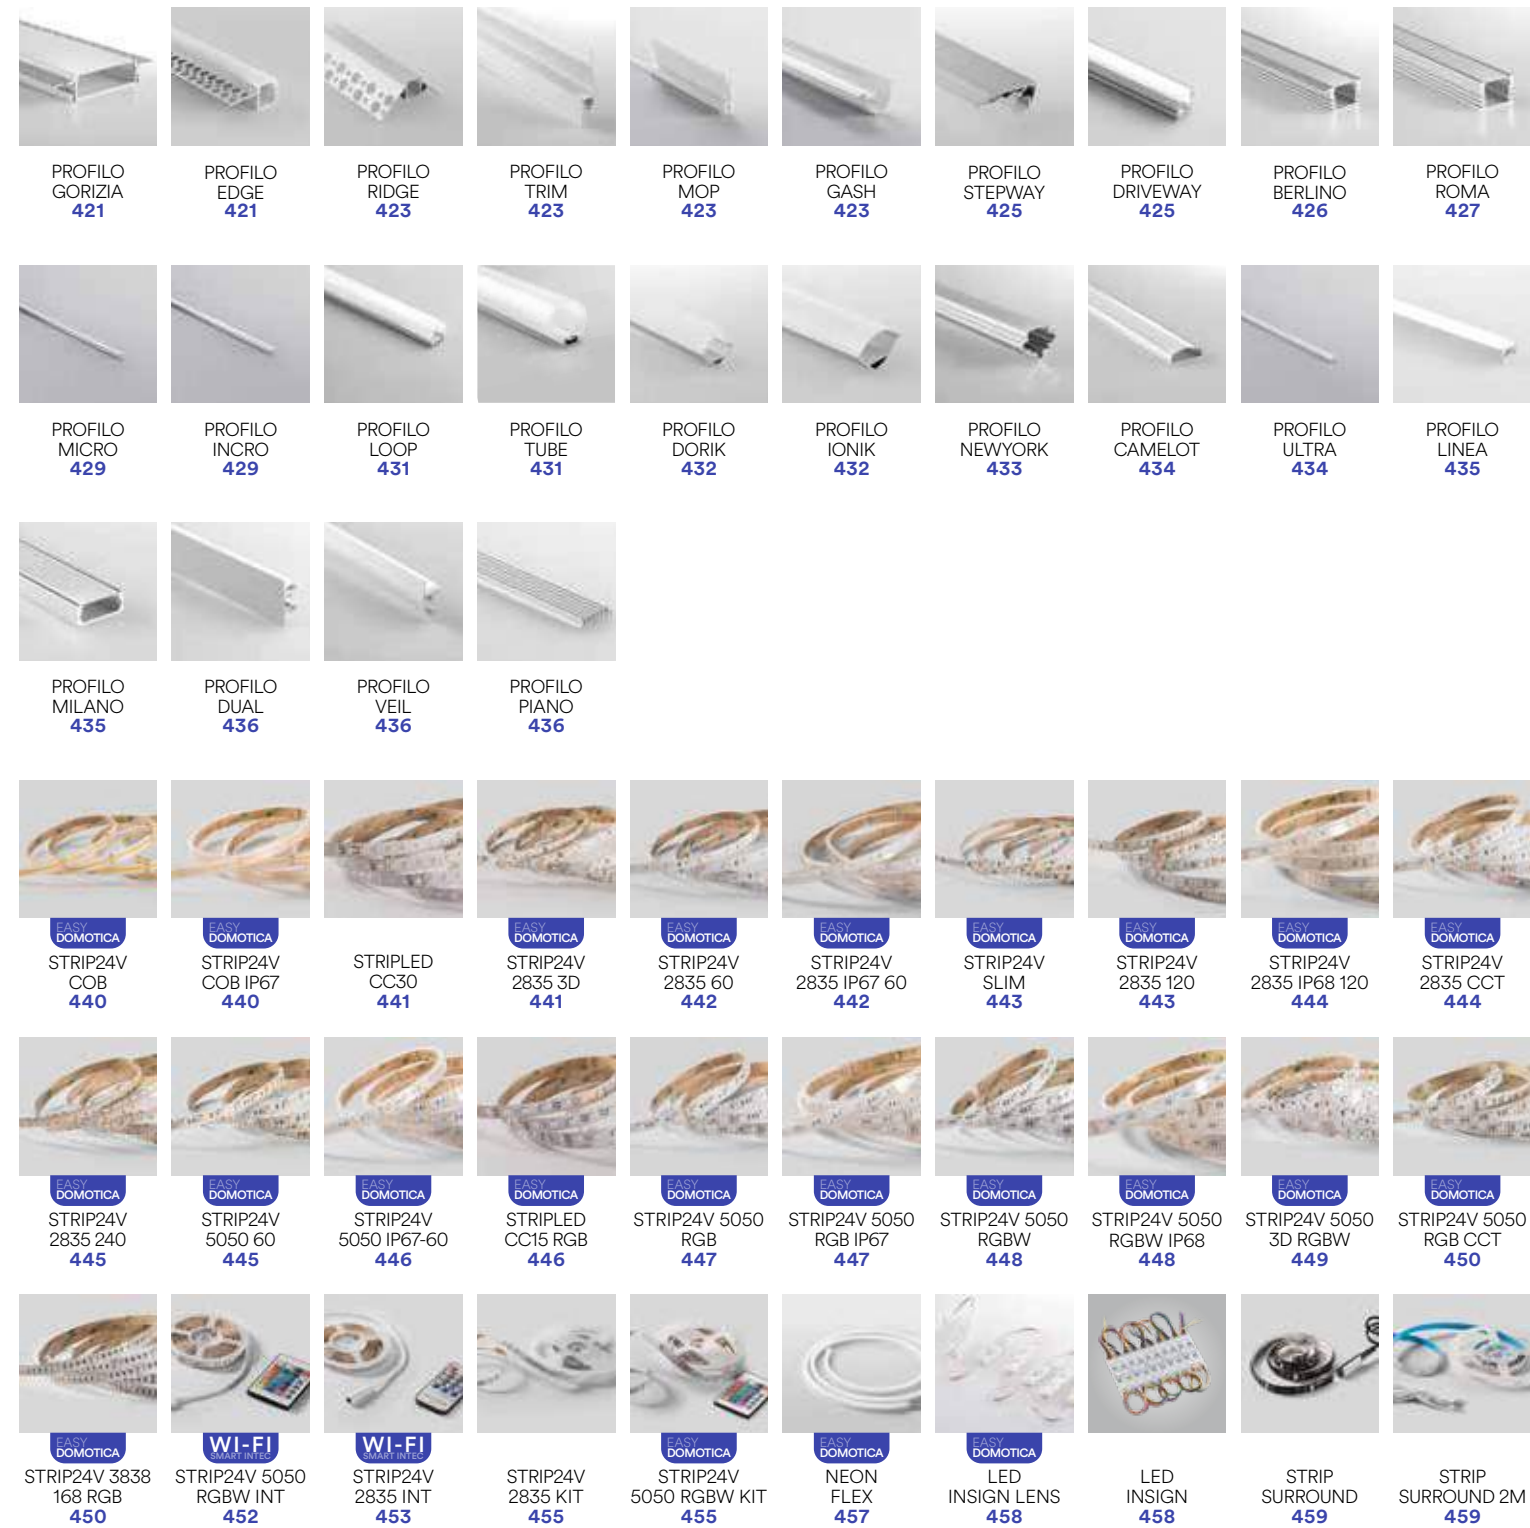 PROFILO
GORIZIA
421
PROFILO
EDGE
421
PROFILO
RIDGE
423
PROFILO
TRIM
423
PROFILO
MOP
423
PROFILO
GASH
423
PROFILO
STEPWAY
425
PROFILO
DRIVEWAY
425
PROFILO
BERLINO
426
PROFILO
ROMA
427
PROFILO
MICRO
429
PROFILO
INCRO
429
PROFILO
LOOP
431
PROFILO
TUBE
431
PROFILO
DORIK
432
PROFILO
IONIK
432
PROFILO
NEWYORK
433
PROFILO
CAMELOT
434
PROFILO
ULTRA
434
PROFILO
LINEA
435
PROFILO
MILANO
435
PROFILO
DUAL
436
PROFILO
VEIL
436
PROFILO
PIANO
436
EASY
DOMOTICA
STRIP24V
COB
440
EASY
DOMOTICA
STRIP24V
COB IP67
440
STRIPLED
CC30
441
EASY
DOMOTICA
STRIP24V
2835 3D
441
EASY
DOMOTICA
STRIP24V
2835 60
442
EASY
DOMOTICA
STRIP24V
2835 IP67 60
442
EASY
DOMOTICA
STRIP24V
SLIM
443
EASY
DOMOTICA
STRIP24V
2835 120
443
EASY
DOMOTICA
STRIP24V
2835 IP68 120
444
EASY
DOMOTICA
STRIP24V
2835 CCT
444
EASY
DOMOTICA
STRIP24V
2835 240
445
EASY
DOMOTICA
STRIP24V
5050 60
445
EASY
DOMOTICA
STRIP24V
5050 IP67-60
446
EASY
DOMOTICA
STRIPLED
CC15 RGB
446
EASY
DOMOTICA
STRIP24V 5050
RGB
447
EASY
DOMOTICA
STRIP24V 5050
RGB IP67
447
EASY
DOMOTICA
STRIP24V 5050
RGBW
448
EASY
DOMOTICA
STRIP24V 5050
RGBW IP68
448
EASY
DOMOTICA
STRIP24V 5050
3D RGBW
449
EASY
DOMOTICA
STRIP24V 5050
RGB CCT
450
EASY
DOMOTICA
STRIP24V 3838
168 RGB
450
WI-FI
SMART INTEC
STRIP24V 5050
RGBW INT
452
WI-FI
SMART INTEC
STRIP24V
2835 INT
453
STRIP24V
2835 KIT
455
EASY
DOMOTICA
STRIP24V
5050 RGBW KIT
455
EASY
DOMOTICA
NEON
FLEX
457
EASY
DOMOTICA
LED
INSIGN LENS
458
LED
INSIGN
458
STRIP
SURROUND
459
STRIP
SURROUND 2M
459